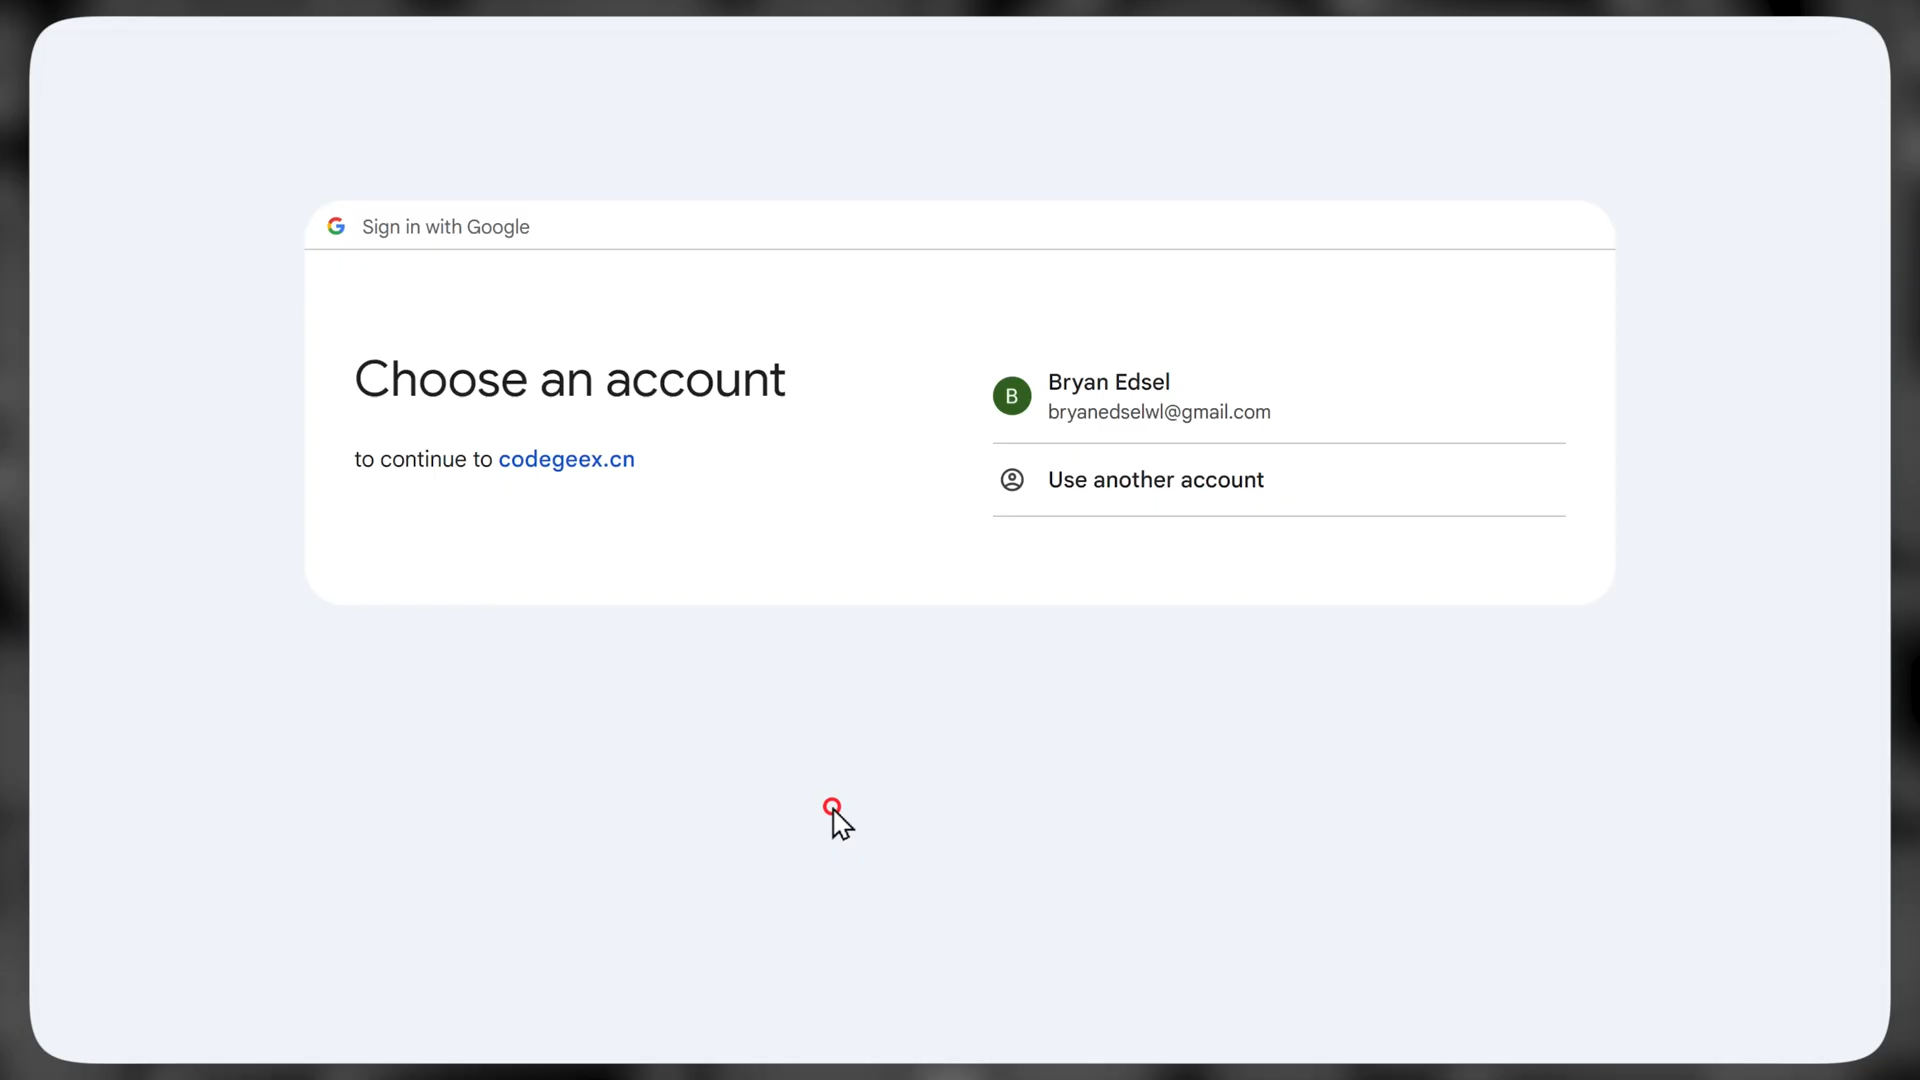 Sign in with Google
Choose an account
to continue to codegeex.cn
B
Bryan Edsel
bryanedselwl@gmail.com
Use another account